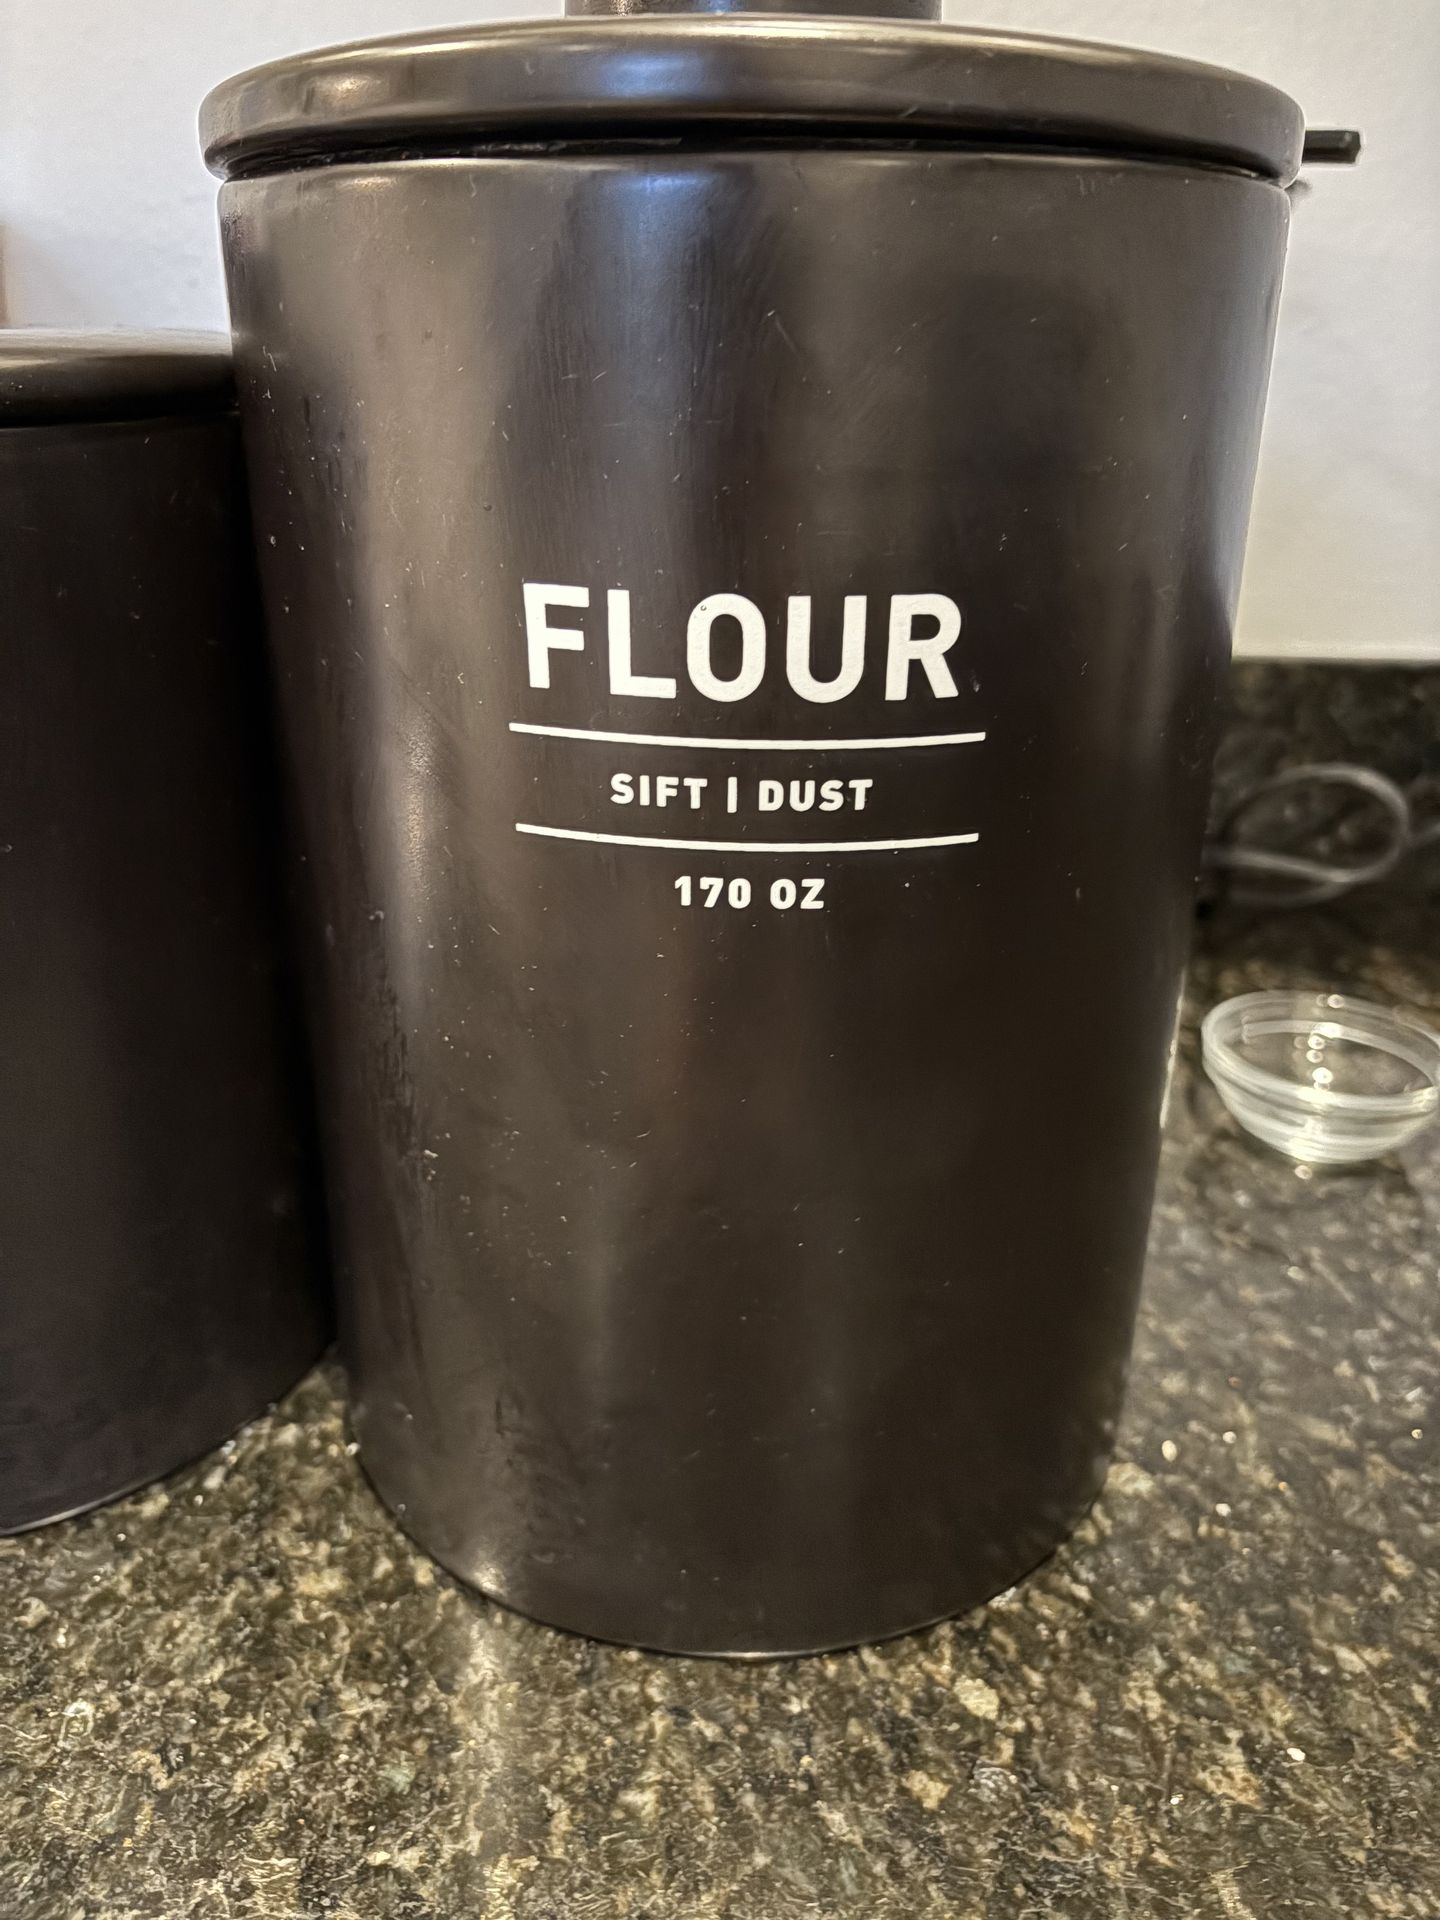 FLOUR
SIFT | DUST
170 OZ